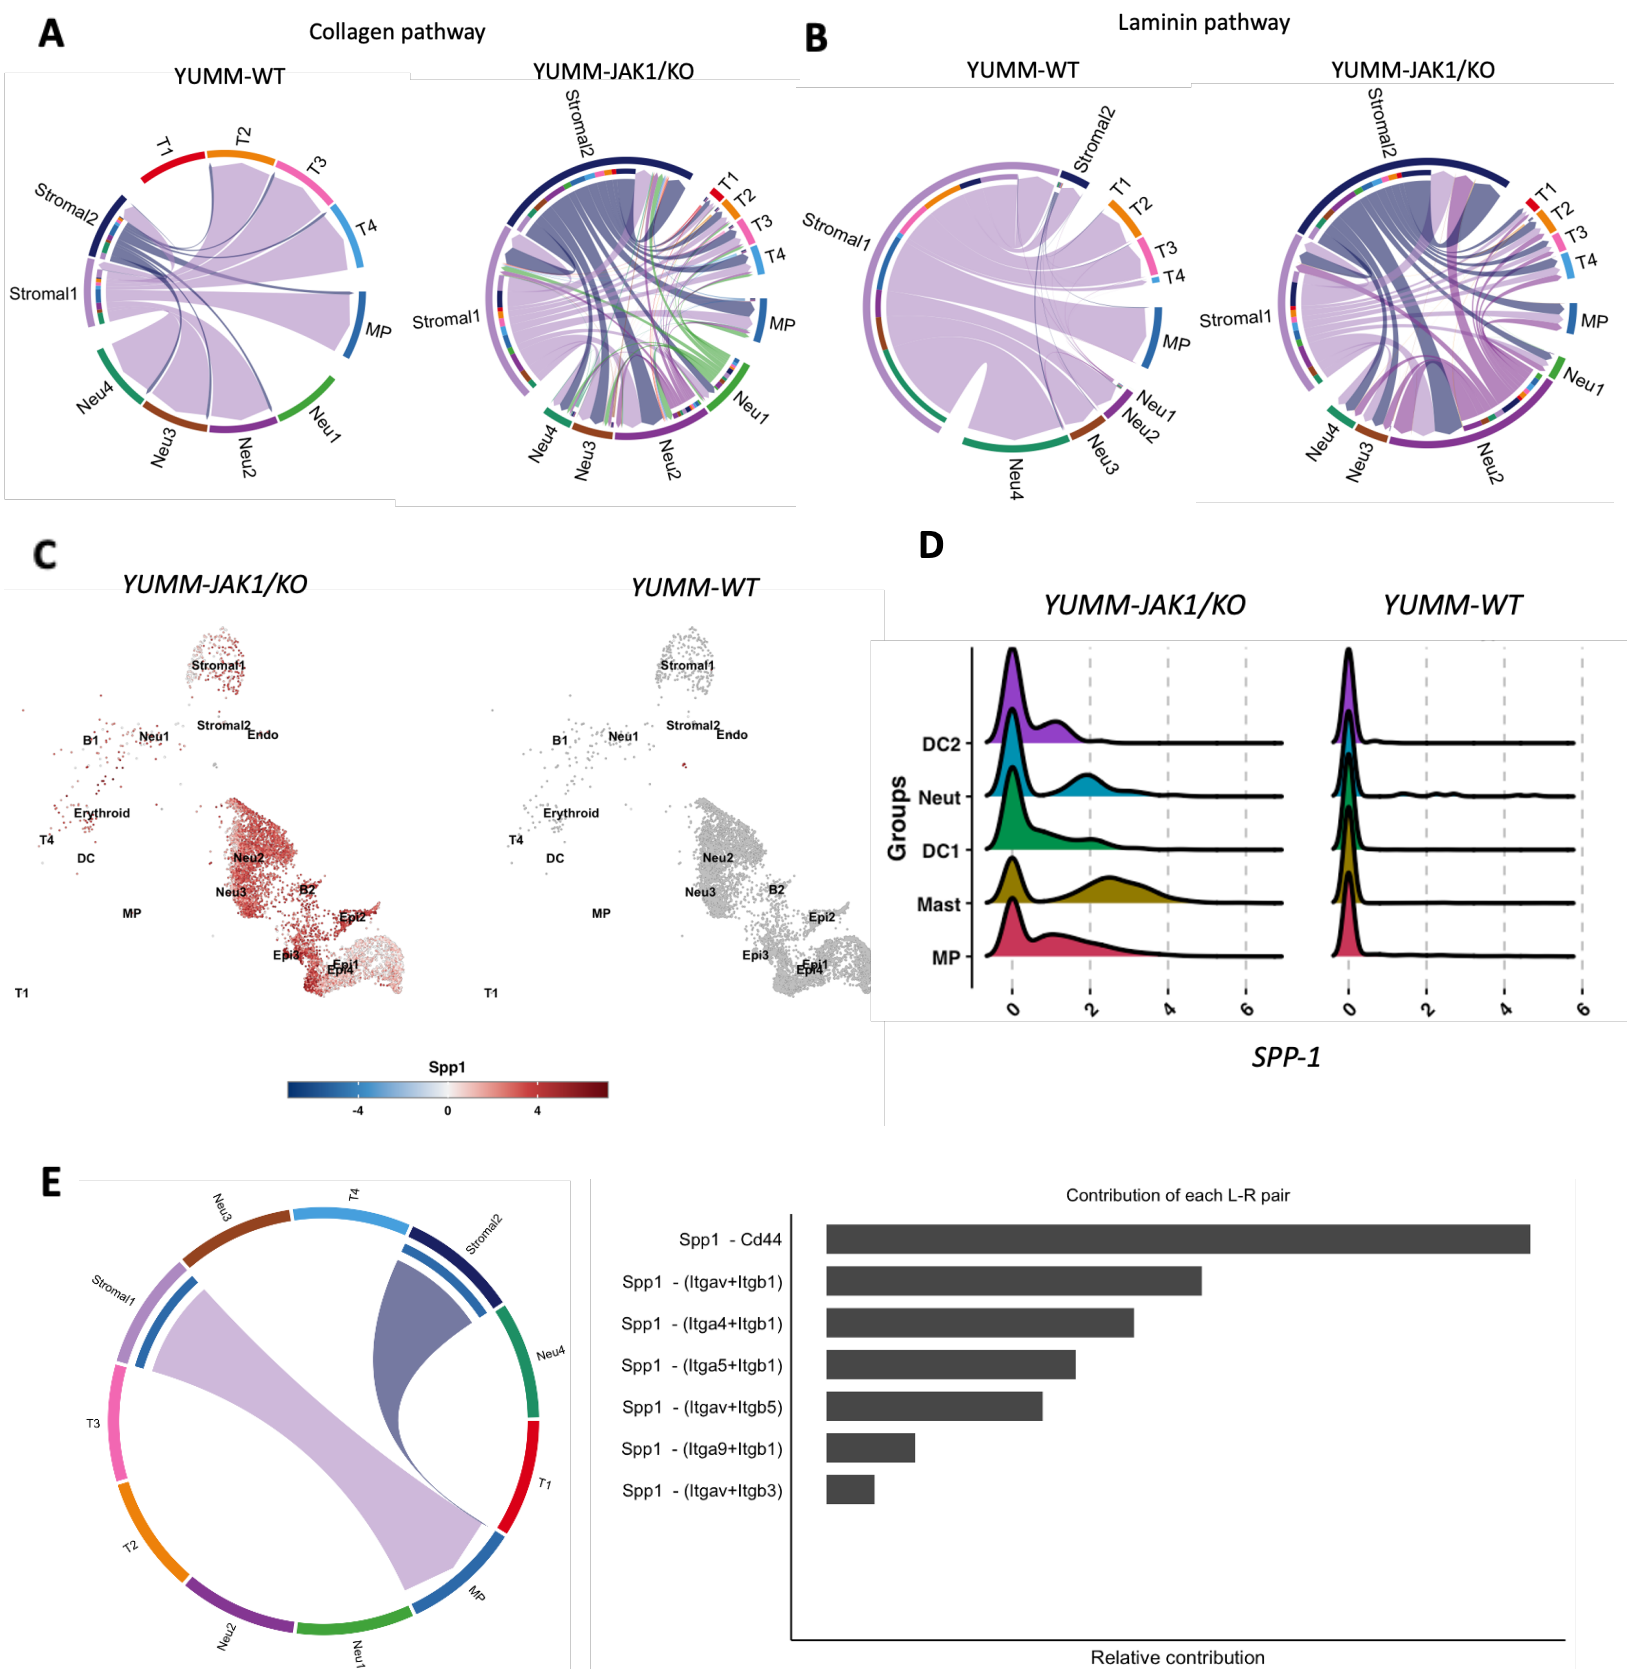 A
Collagen pathway
YUMM-WT
YUMM-JAK1/KO
T1
T2
T3
T4
MP
Neu1
Neu2
Neu3
Neu4
Stromal1
Stromal2
Stromal2
T1
T2
T3
T4
MP
Neu1
Neu2
Neu3
Neu4
Stromal1
B
Laminin pathway
YUMM-WT
YUMM-JAK1/KO
Stromal2
T1
T2
T3
T4
MP
Neu1
Neu2
Neu3
Neu4
Stromal1
Stromal2
T1
T2
T3
T4
MP
Neu1
Neu2
Neu3
Neu4
Stromal1
C
YUMM-JAK1/KO
YUMM-WT
Stromal1
Stromal2
Endo
B1
Neu1
Erythroid
T4
DC
Neu2
Neu3
B2
MP
Epi2
Epi3
Epi1
Epi4
T1
Stromal1
Stromal2
Endo
B1
Neu1
Erythroid
T4
DC
Neu2
Neu3
B2
MP
Epi2
Epi3
Epi1
Epi4
T1
Spp1
-4 0 4
D
YUMM-JAK1/KO
YUMM-WT
Groups
DC2
Neut
DC1
Mast
MP
0 2 4 6
0 2 4 6
SPP-1
E
T4
Stromal2
Neu4
T1
MP
Neu1
Neu2
T2
T3
Stromal1
Neu3
Contribution of each L-R pair
Spp1 - Cd44
Spp1 - (Itgav+Itgb1)
Spp1 - (Itga4+Itgb1)
Spp1 - (Itga5+Itgb1)
Spp1 - (Itgav+Itgb5)
Spp1 - (Itga9+Itgb1)
Spp1 - (Itgav+Itgb3)
Relative contribution